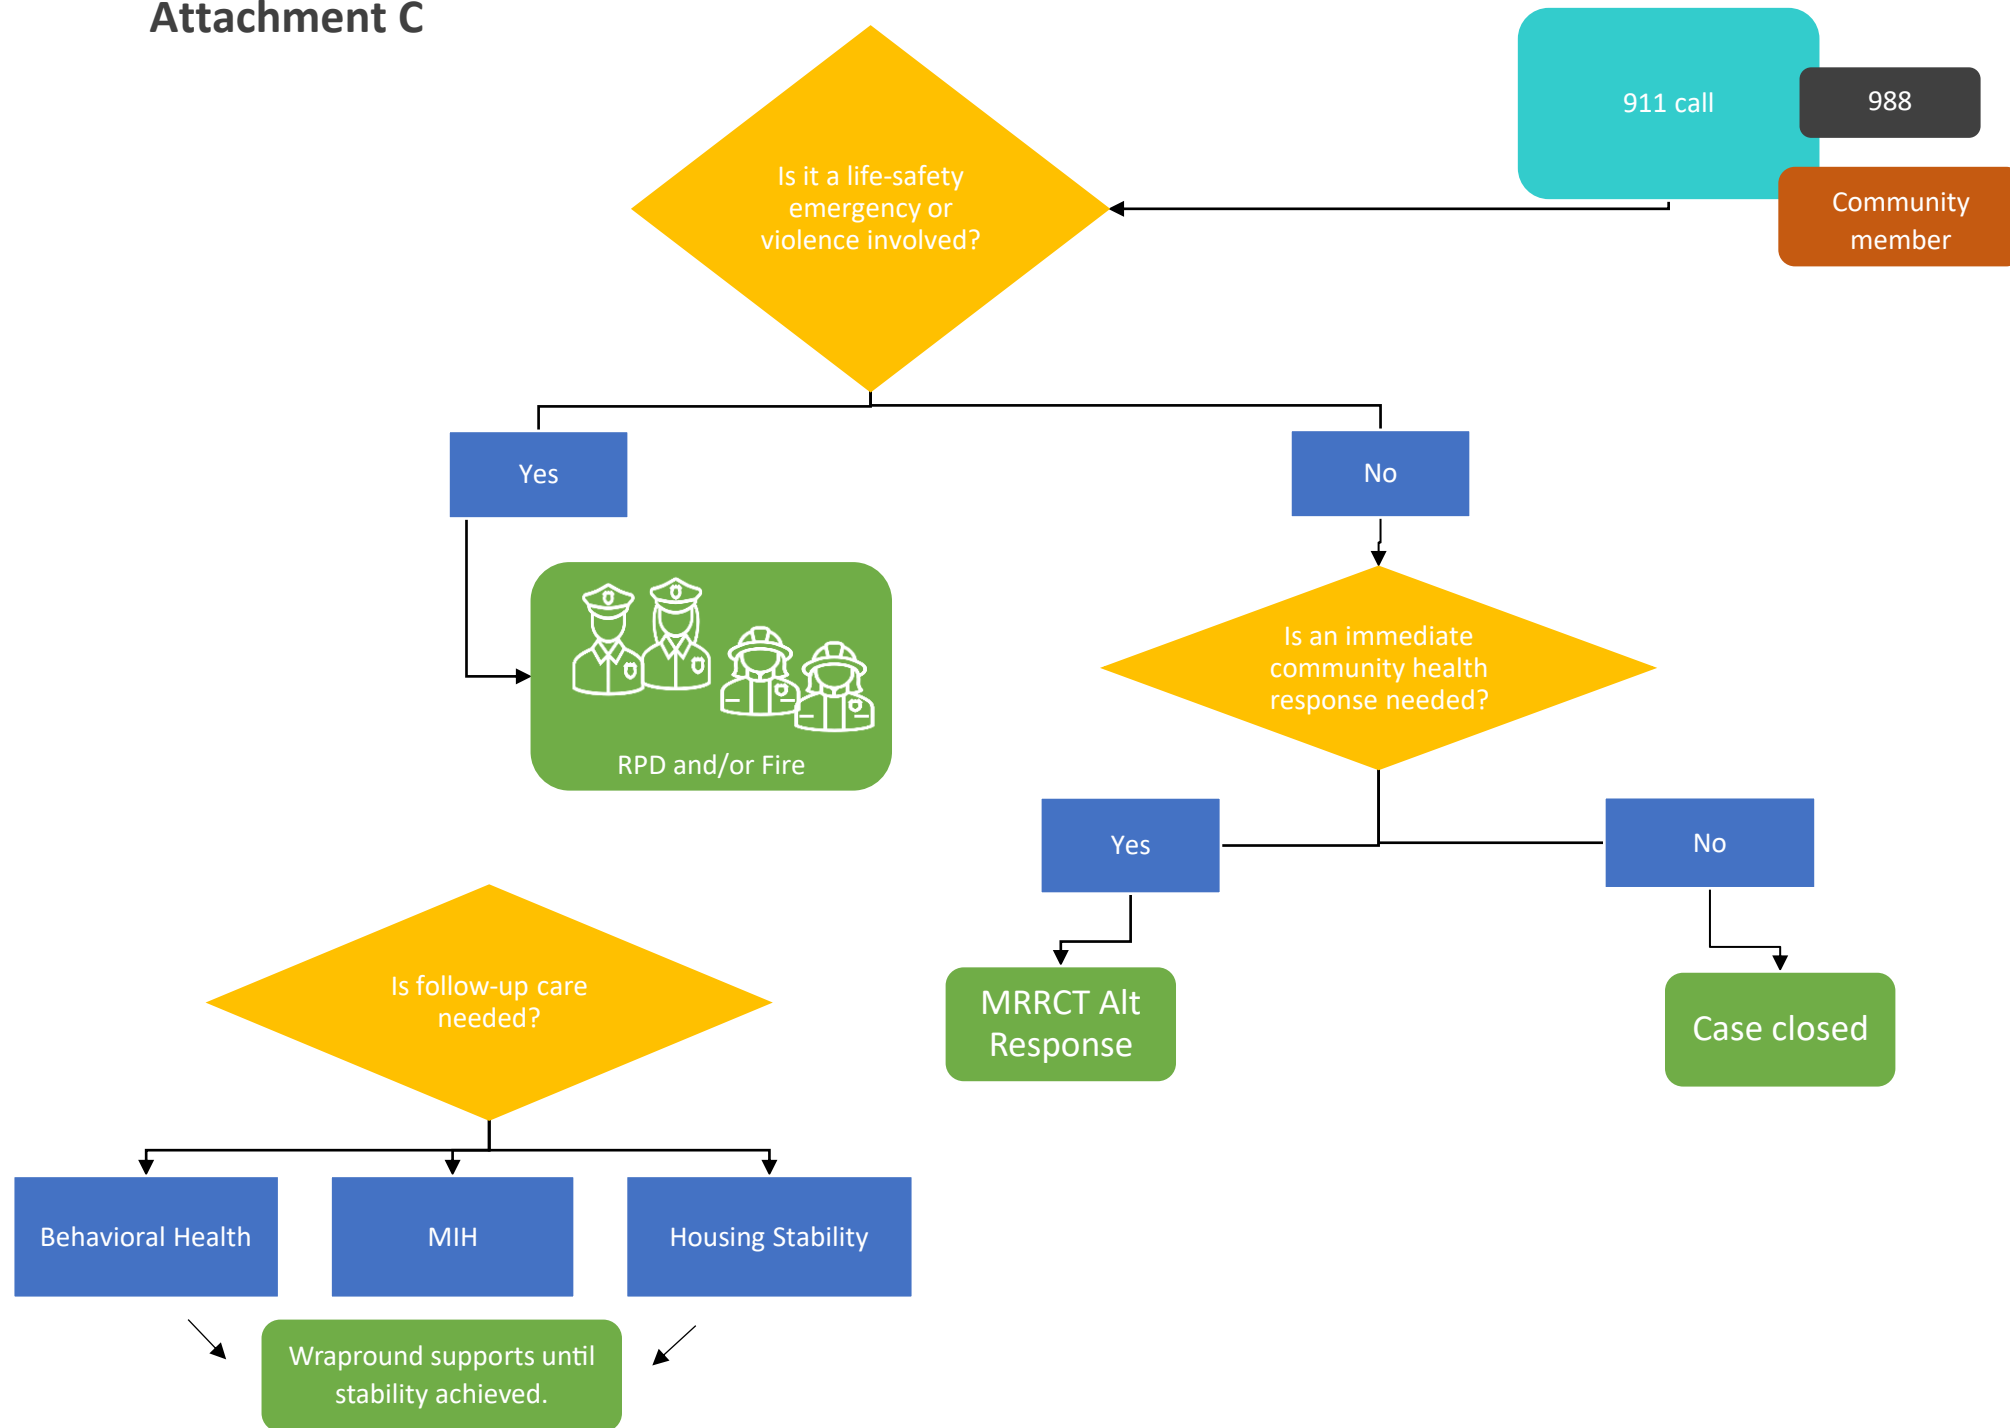 Attachment C
911 call
988
Community
member
Is it a life-safety
emergency or
violence involved?
Yes
No
RPD and/or Fire
Is an immediate
community health
response needed?
Yes
No
MRRCT Alt
Response
Case closed
Is follow-up care
needed?
Behavioral Health
MIH
Housing Stability
Wrapround supports until
stability achieved.